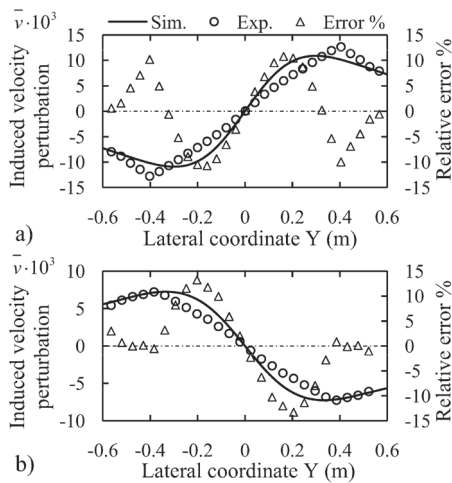 Sim. Exp. Error %
v̅ ·10³
Induced velocity perturbation
15
10
5
0
-5
-10
-15
15
10
5
0
-5
-10
-15
Relative error %
-0.6 -0.4 -0.2 0 0.2 0.4 0.6
a) Lateral coordinate Y (m)
v̅ ·10³
Induced velocity perturbation
10
5
0
-5
-10
15
10
5
0
-5
-10
-15
Relative error %
-0.6 -0.4 -0.2 0 0.2 0.4 0.6
b) Lateral coordinate Y (m)